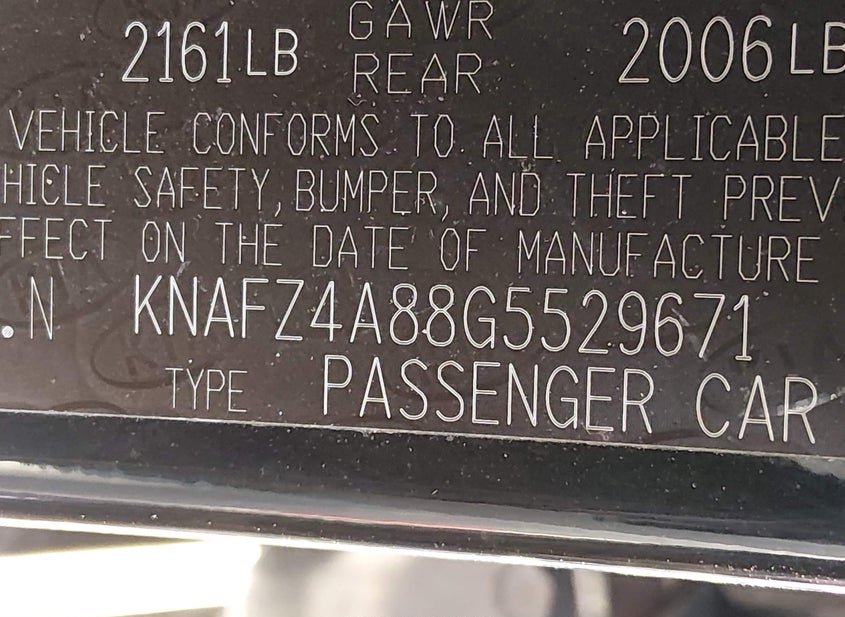 2161LB GAWR REAR 2006LB
VEHICLE CONFORMS TO ALL APPLICABLE
HICLE SAFETY, BUMPER, AND THEFT PREV
FFECT ON THE DATE OF MANUFACTURE
.N KNAFZ4A88G5529671
TYPE PASSENGER CAR